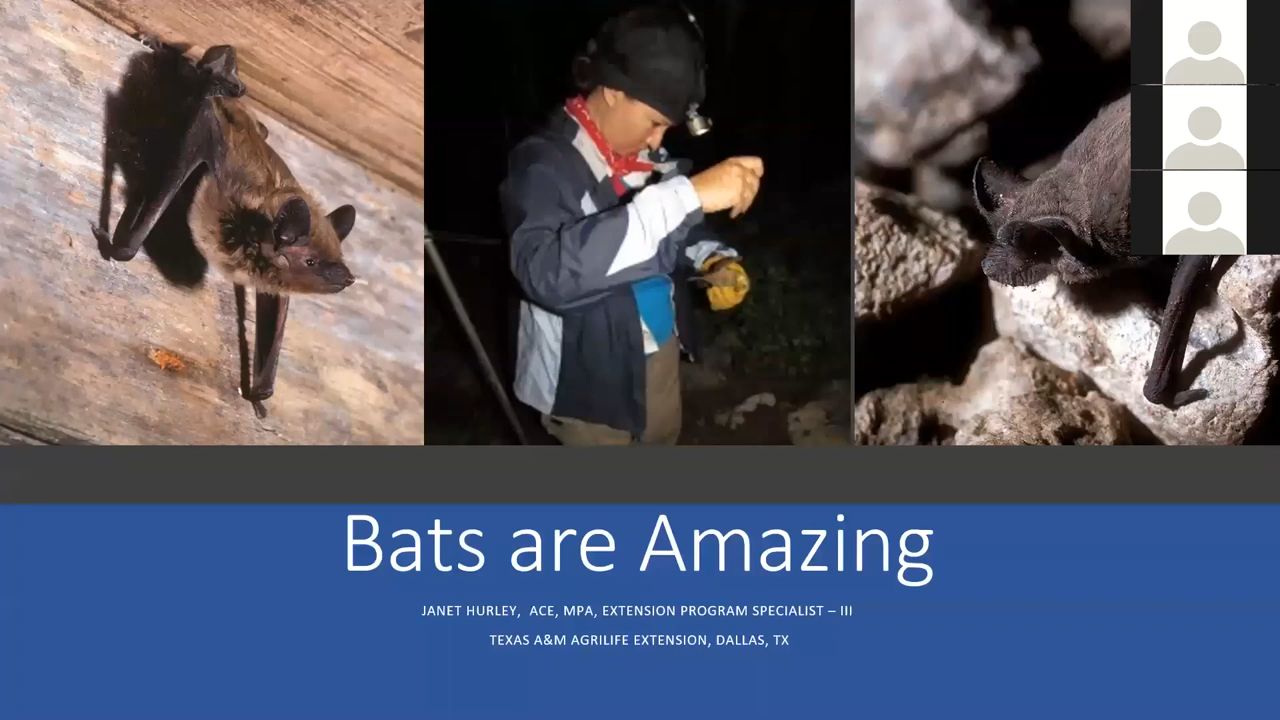 Bats are Amazing
JANET HURLEY, ACE, MPA, EXTENSION PROGRAM SPECIALIST – III
TEXAS A&M AGRILIFE EXTENSION, DALLAS, TX